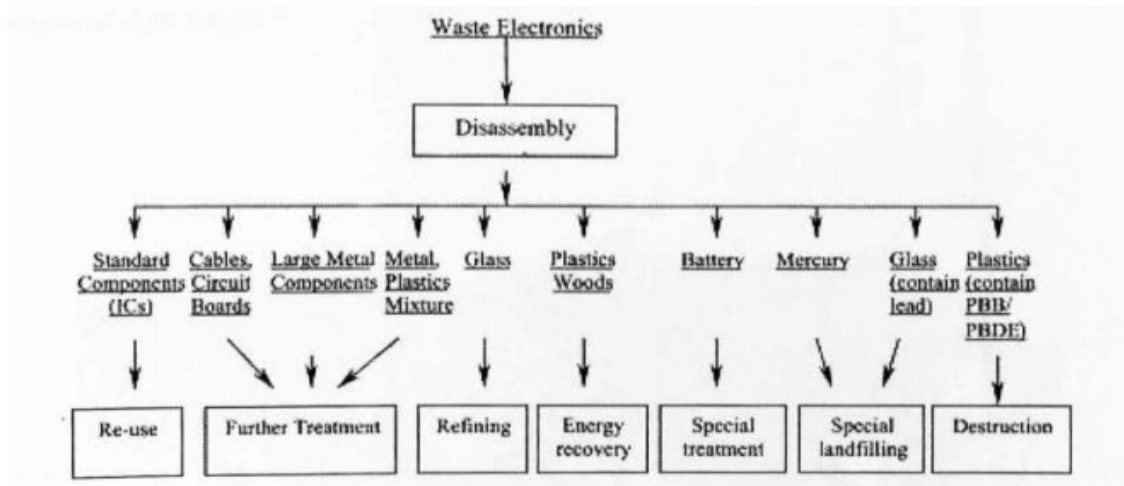 Waste Electronics
Disassembly
Standard
Components
(ICs)
Cables,
Circuit
Boards
Large Metal
Components
Metal,
Plastics
Mixture
Glass
Plastics
Woods
Battery
Mercury
Glass
(contain
lead)
Plastics
(contain
PBB/
PBDE)
Re-use
Further Treatment
Refining
Energy
recovery
Special
treatment
Special
landfilling
Destruction